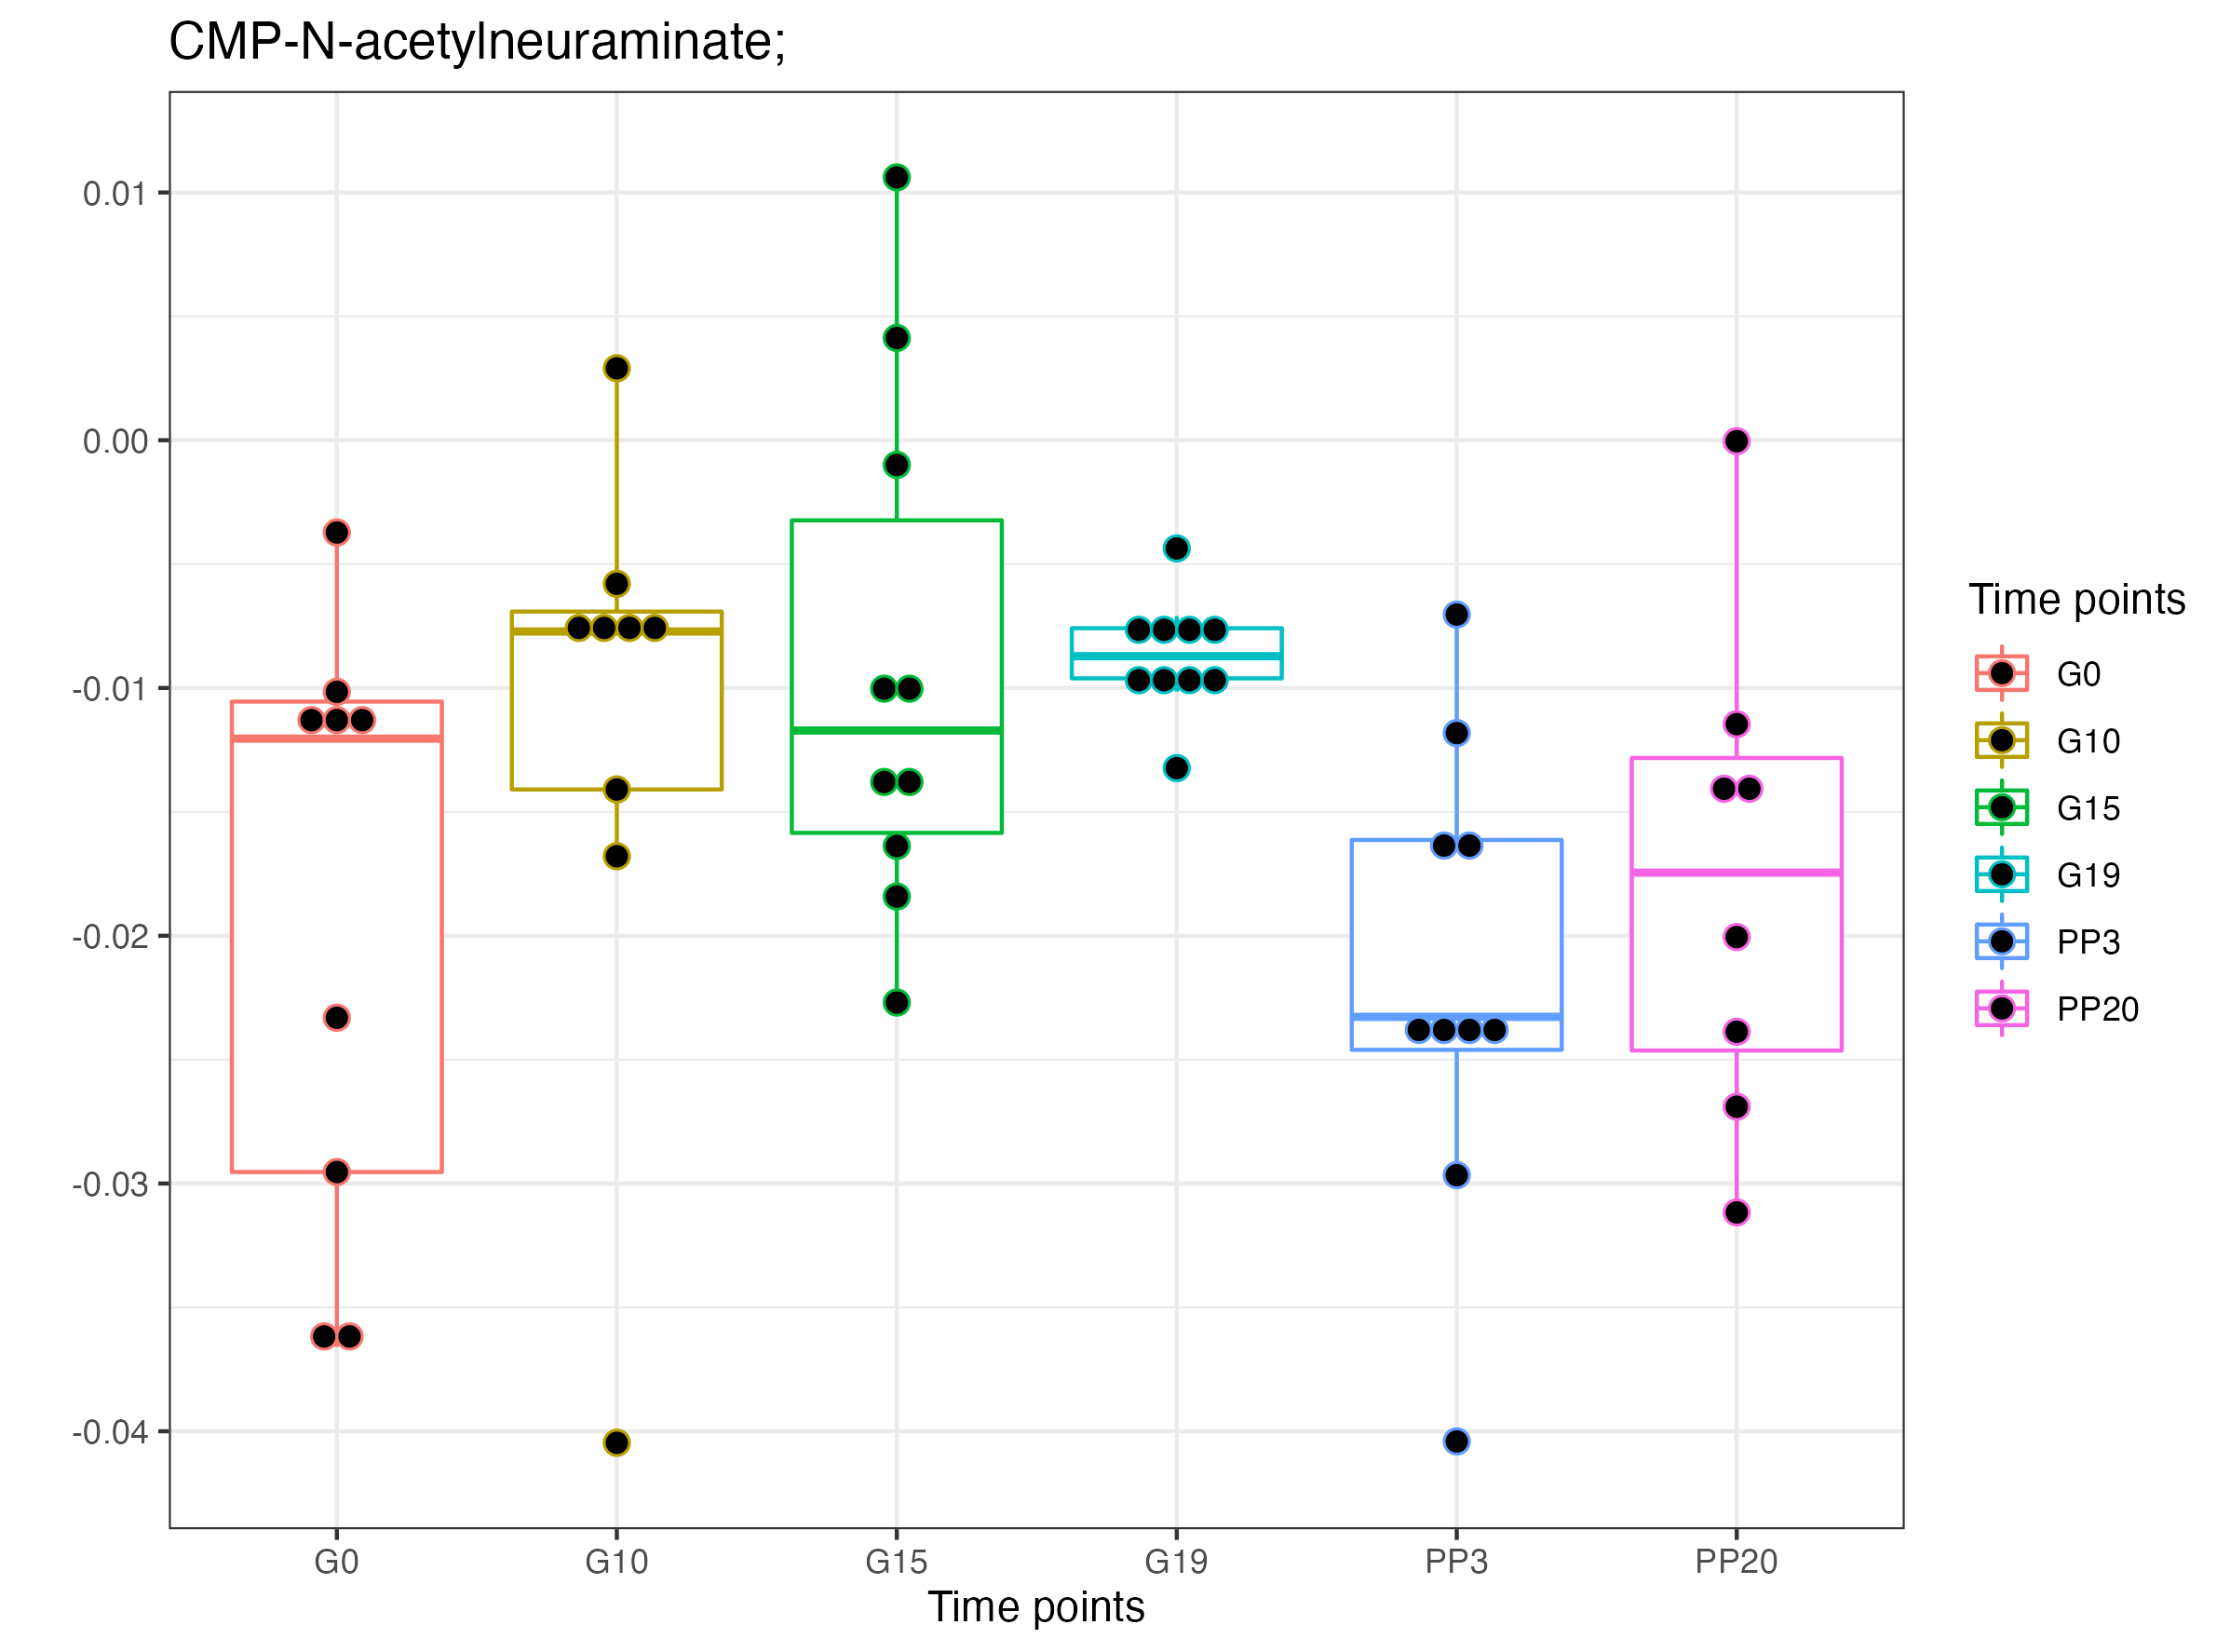 CMP-N-acetylneuraminate;
0.01
0.00
-0.01
-0.02
-0.03
-0.04
G0 G10 G15 G19 PP3 PP20
Time points
Time points
G0
G10
G15
G19
PP3
PP20